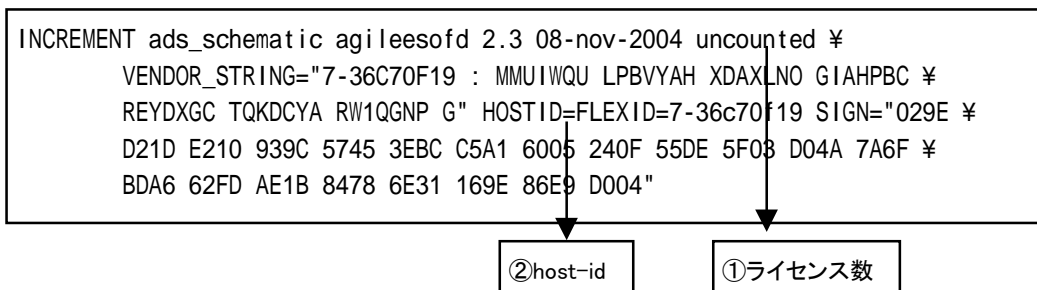 INCREMENT ads_schematic agileesofd 2.3 08-nov-2004 uncounted ¥
VENDOR_STRING="7-36C70F19 : MMUIWQU LPBVYAH XDAXLNO GIAHPBC ¥
REYDXGC TQKDCYA RW1QGNP G" HOSTID=FLEXID=7-36c70f19 SIGN="029E ¥
D21D E210 939C 5745 3EBC C5A1 6005 240F 55DE 5F03 D04A 7A6F ¥
BDA6 62FD AE1B 8478 6E31 169E 86E9 D004"
②host-id ①ライセンス数